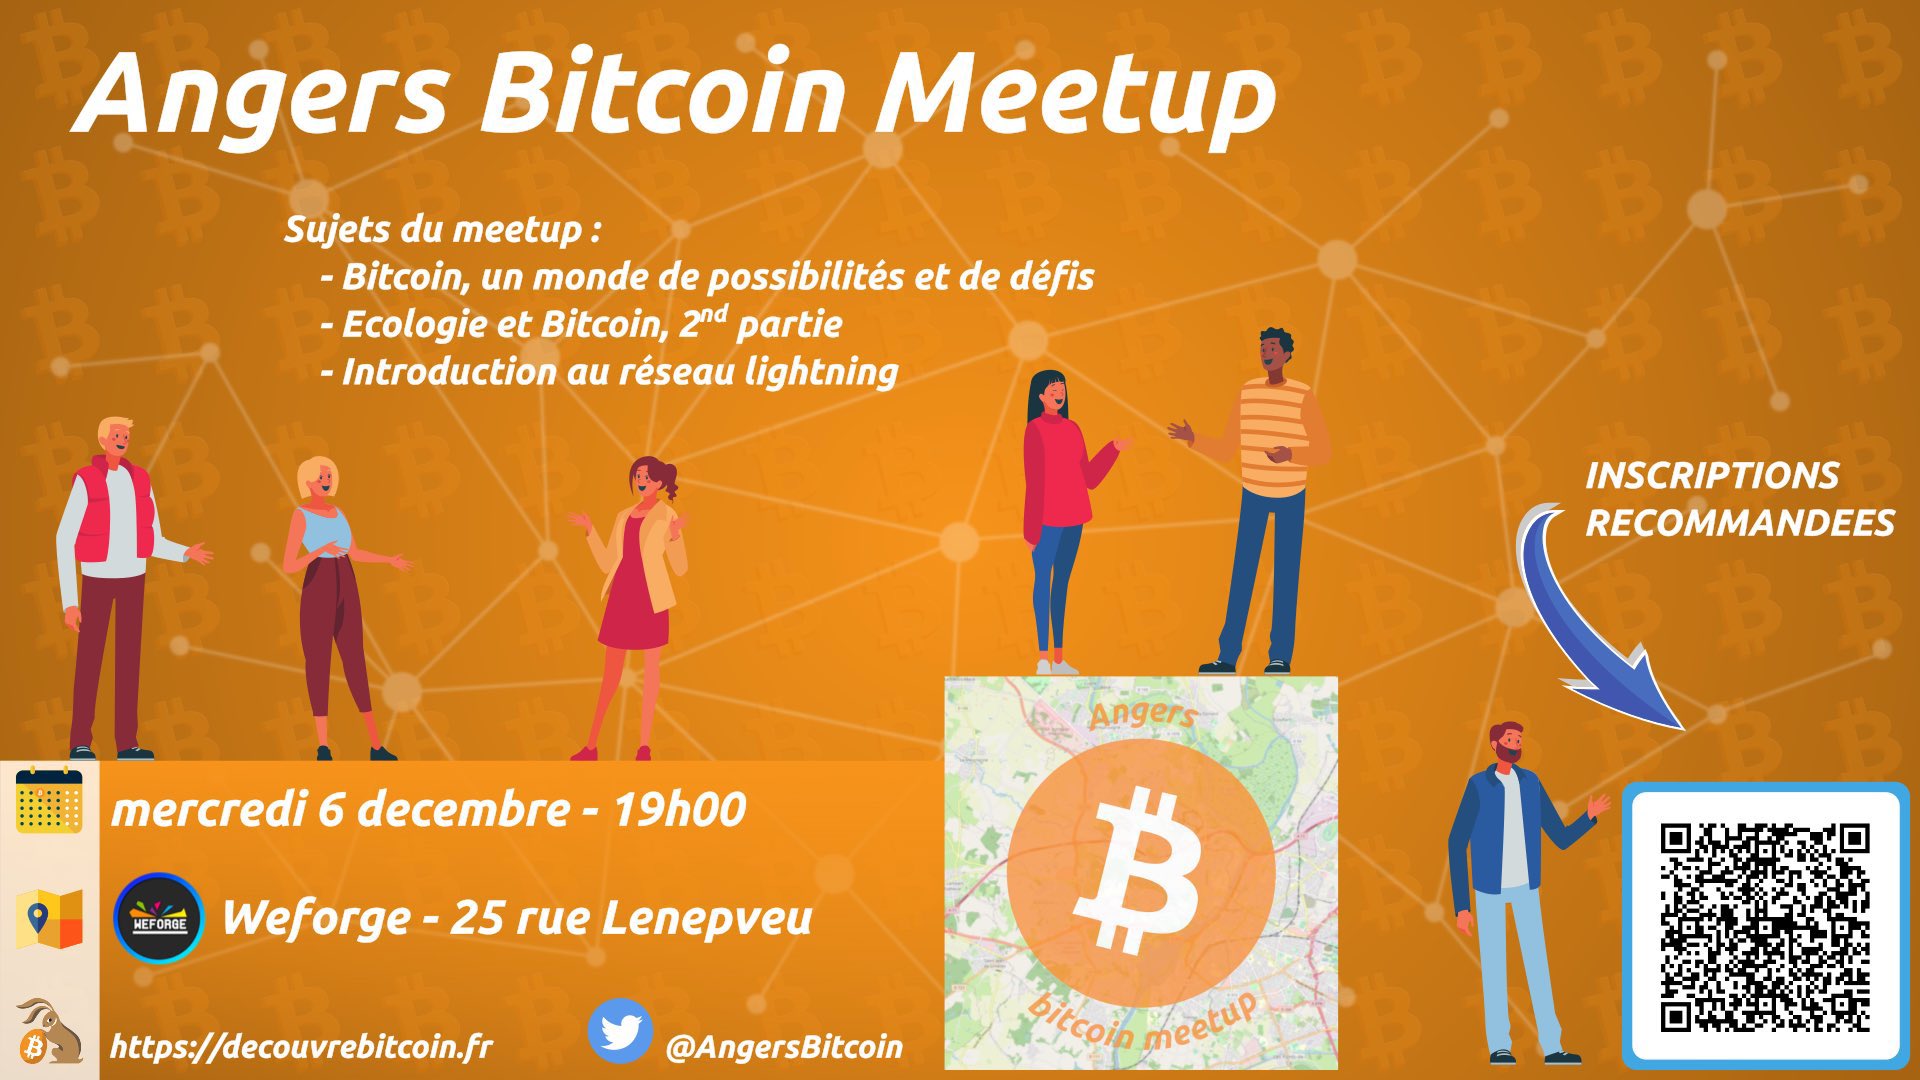 Angers Bitcoin Meetup
Sujets du meetup :
- Bitcoin, un monde de possibilités et de défis
- Ecologie et Bitcoin, 2nd partie
- Introduction au réseau lightning
INSCRIPTIONS
RECOMMANDEES
mercredi 6 decembre - 19h00
WEFORGE
Weforge - 25 rue Lenepveu
https://decouvrebitcoin.fr
@AngersBitcoin
Angers
bitcoin meetup